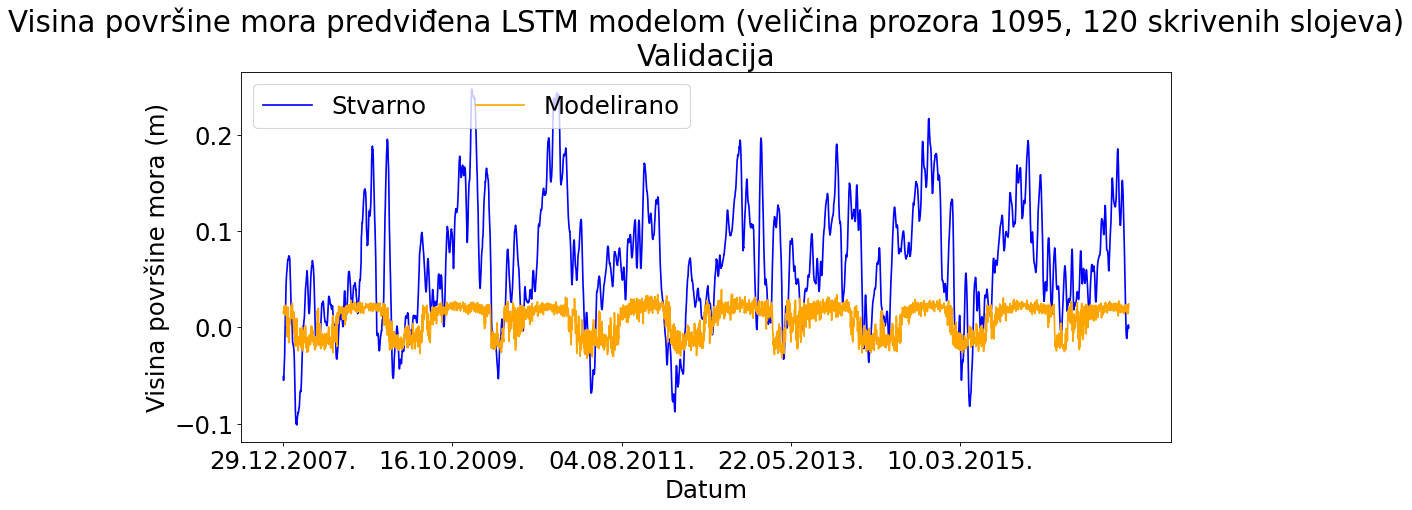 Visina površine mora predviđena LSTM modelom (veličina prozora 1095, 120 skrivenih slojeva)
Validacija
Stvarno
Modelirano
Visina površine mora (m)
0.2
0.1
0.0
−0.1
29.12.2007.
16.10.2009.
04.08.2011.
22.05.2013.
10.03.2015.
Datum